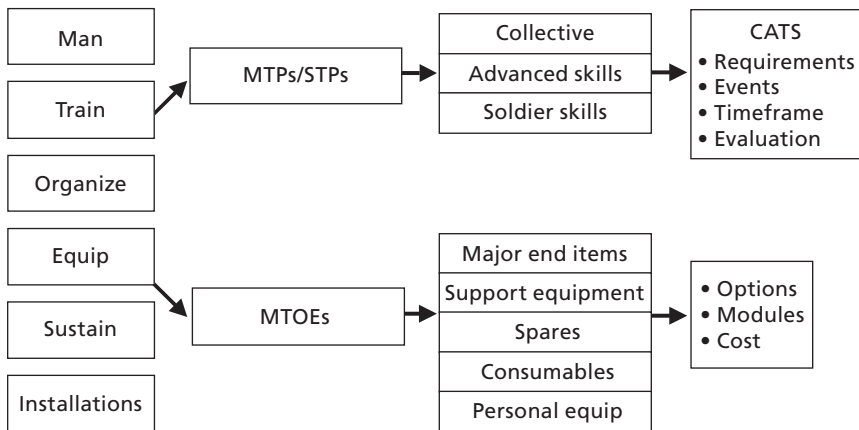 Man
Train
Organize
Equip
Sustain
Installations
MTPs/STPs
MTOEs
Collective
Advanced skills
Soldier skills
Major end items
Support equipment
Spares
Consumables
Personal equip
CATS
• Requirements
• Events
• Timeframe
• Evaluation
• Options
• Modules
• Cost